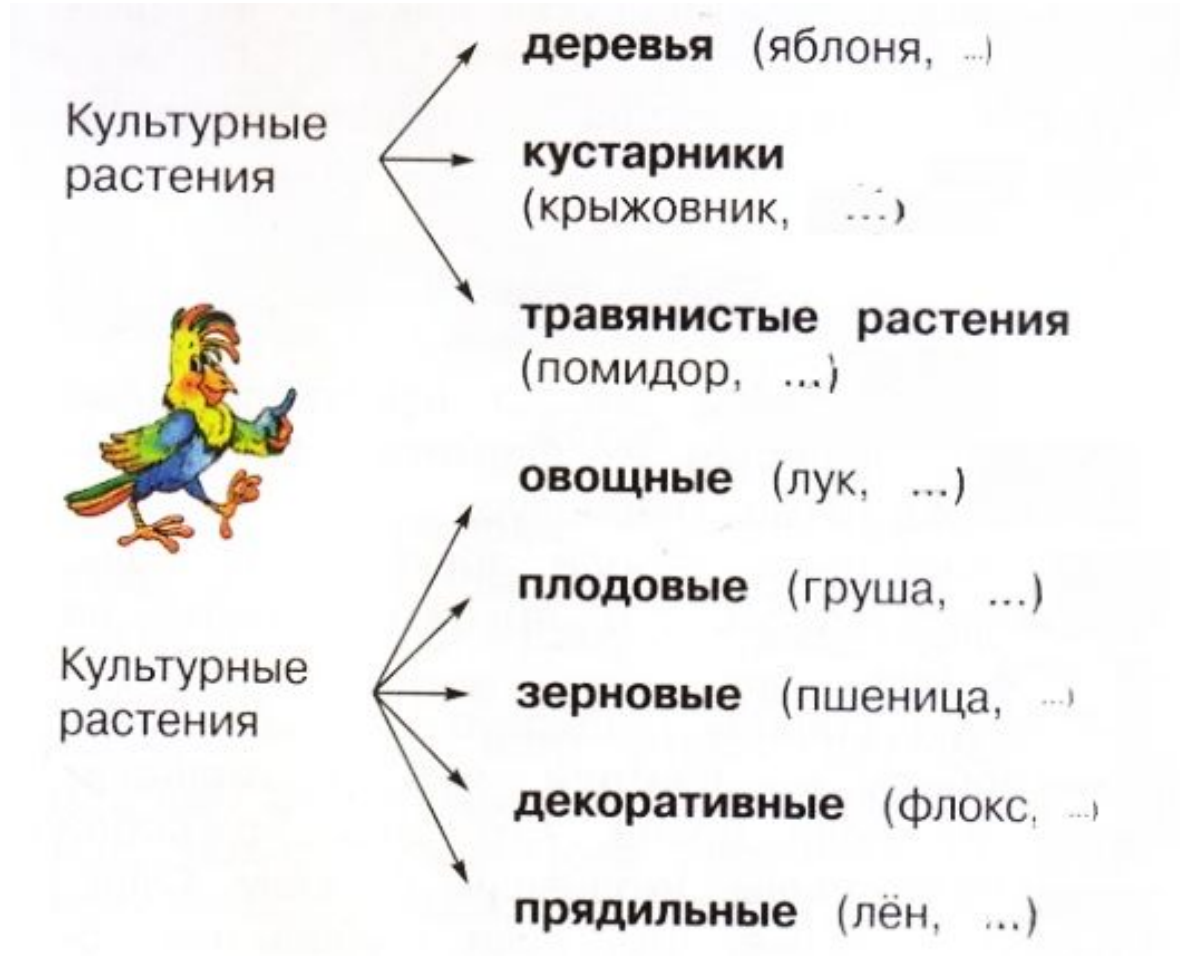 деревья (яблоня, ...)
Культурные
растения
кустарники
(крыжовник, ...)
травянистые растения
(помидор, ...)
овощные (лук, ...)
плодовые (груша, ...)
Культурные
растения
зерновые (пшеница, ...)
декоративные (флокс, ...)
прядильные (лён, ...)